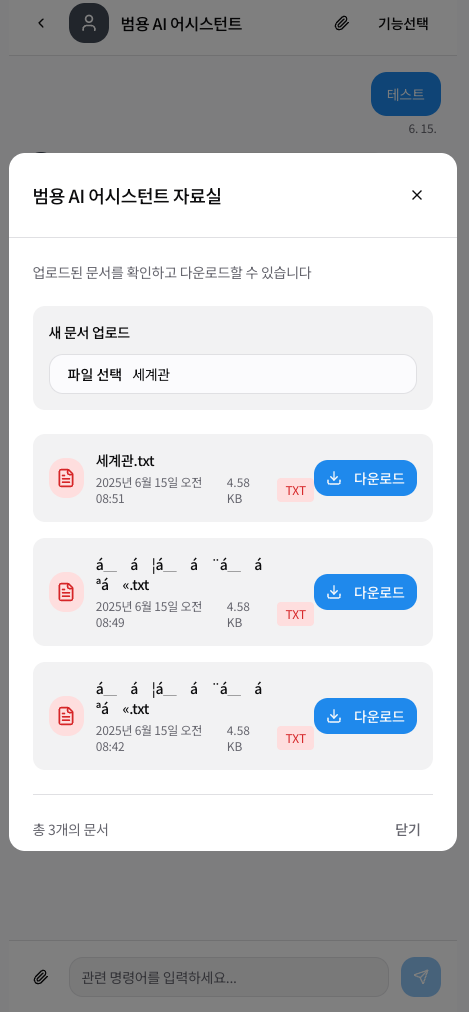 범용 AI 어시스턴트
기능선택
테스트
6. 15.
범용 AI 어시스턴트 자료실
업로드된 문서를 확인하고 다운로드할 수 있습니다
새 문서 업로드
파일 선택 세계관
세계관.txt
2025년 6월 15일 오전 08:51
4.58 KB
TXT
다운로드
á__ á ¦á__ á ¨á__ á
ªá «.txt
2025년 6월 15일 오전 08:49
4.58 KB
TXT
다운로드
á__ á ¦á__ á ¨á__ á
ªá «.txt
2025년 6월 15일 오전 08:42
4.58 KB
TXT
다운로드
총 3개의 문서
닫기
관련 명령어를 입력하세요...